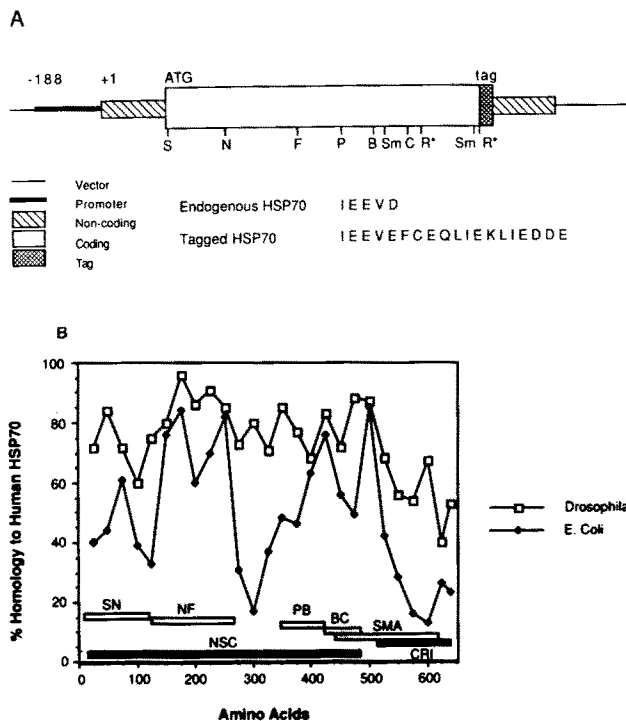 A
-188 +1 ATG tag
S N F P B Sm C R* Sm R*
Vector
Promoter
Non-coding
Coding
Tag
Endogenous HSP70 IEEVD
Tagged HSP70 IEEVEFCEQLIEKLIEDDE
B
% Homology to Human HSP70
100
80
60
40
20
0
SN NF PB BC SMA
NSC CRI
0 100 200 300 400 500 600
Amino Acids
Drosophila
E. Coli